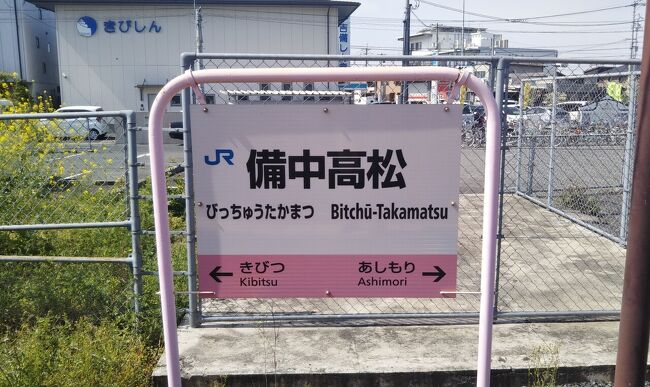 きびしん
JR 備中高松
びっちゅうたかまつ Bitchū-Takamatsu
← きびつ
Kibitsu
あしもり →
Ashimori